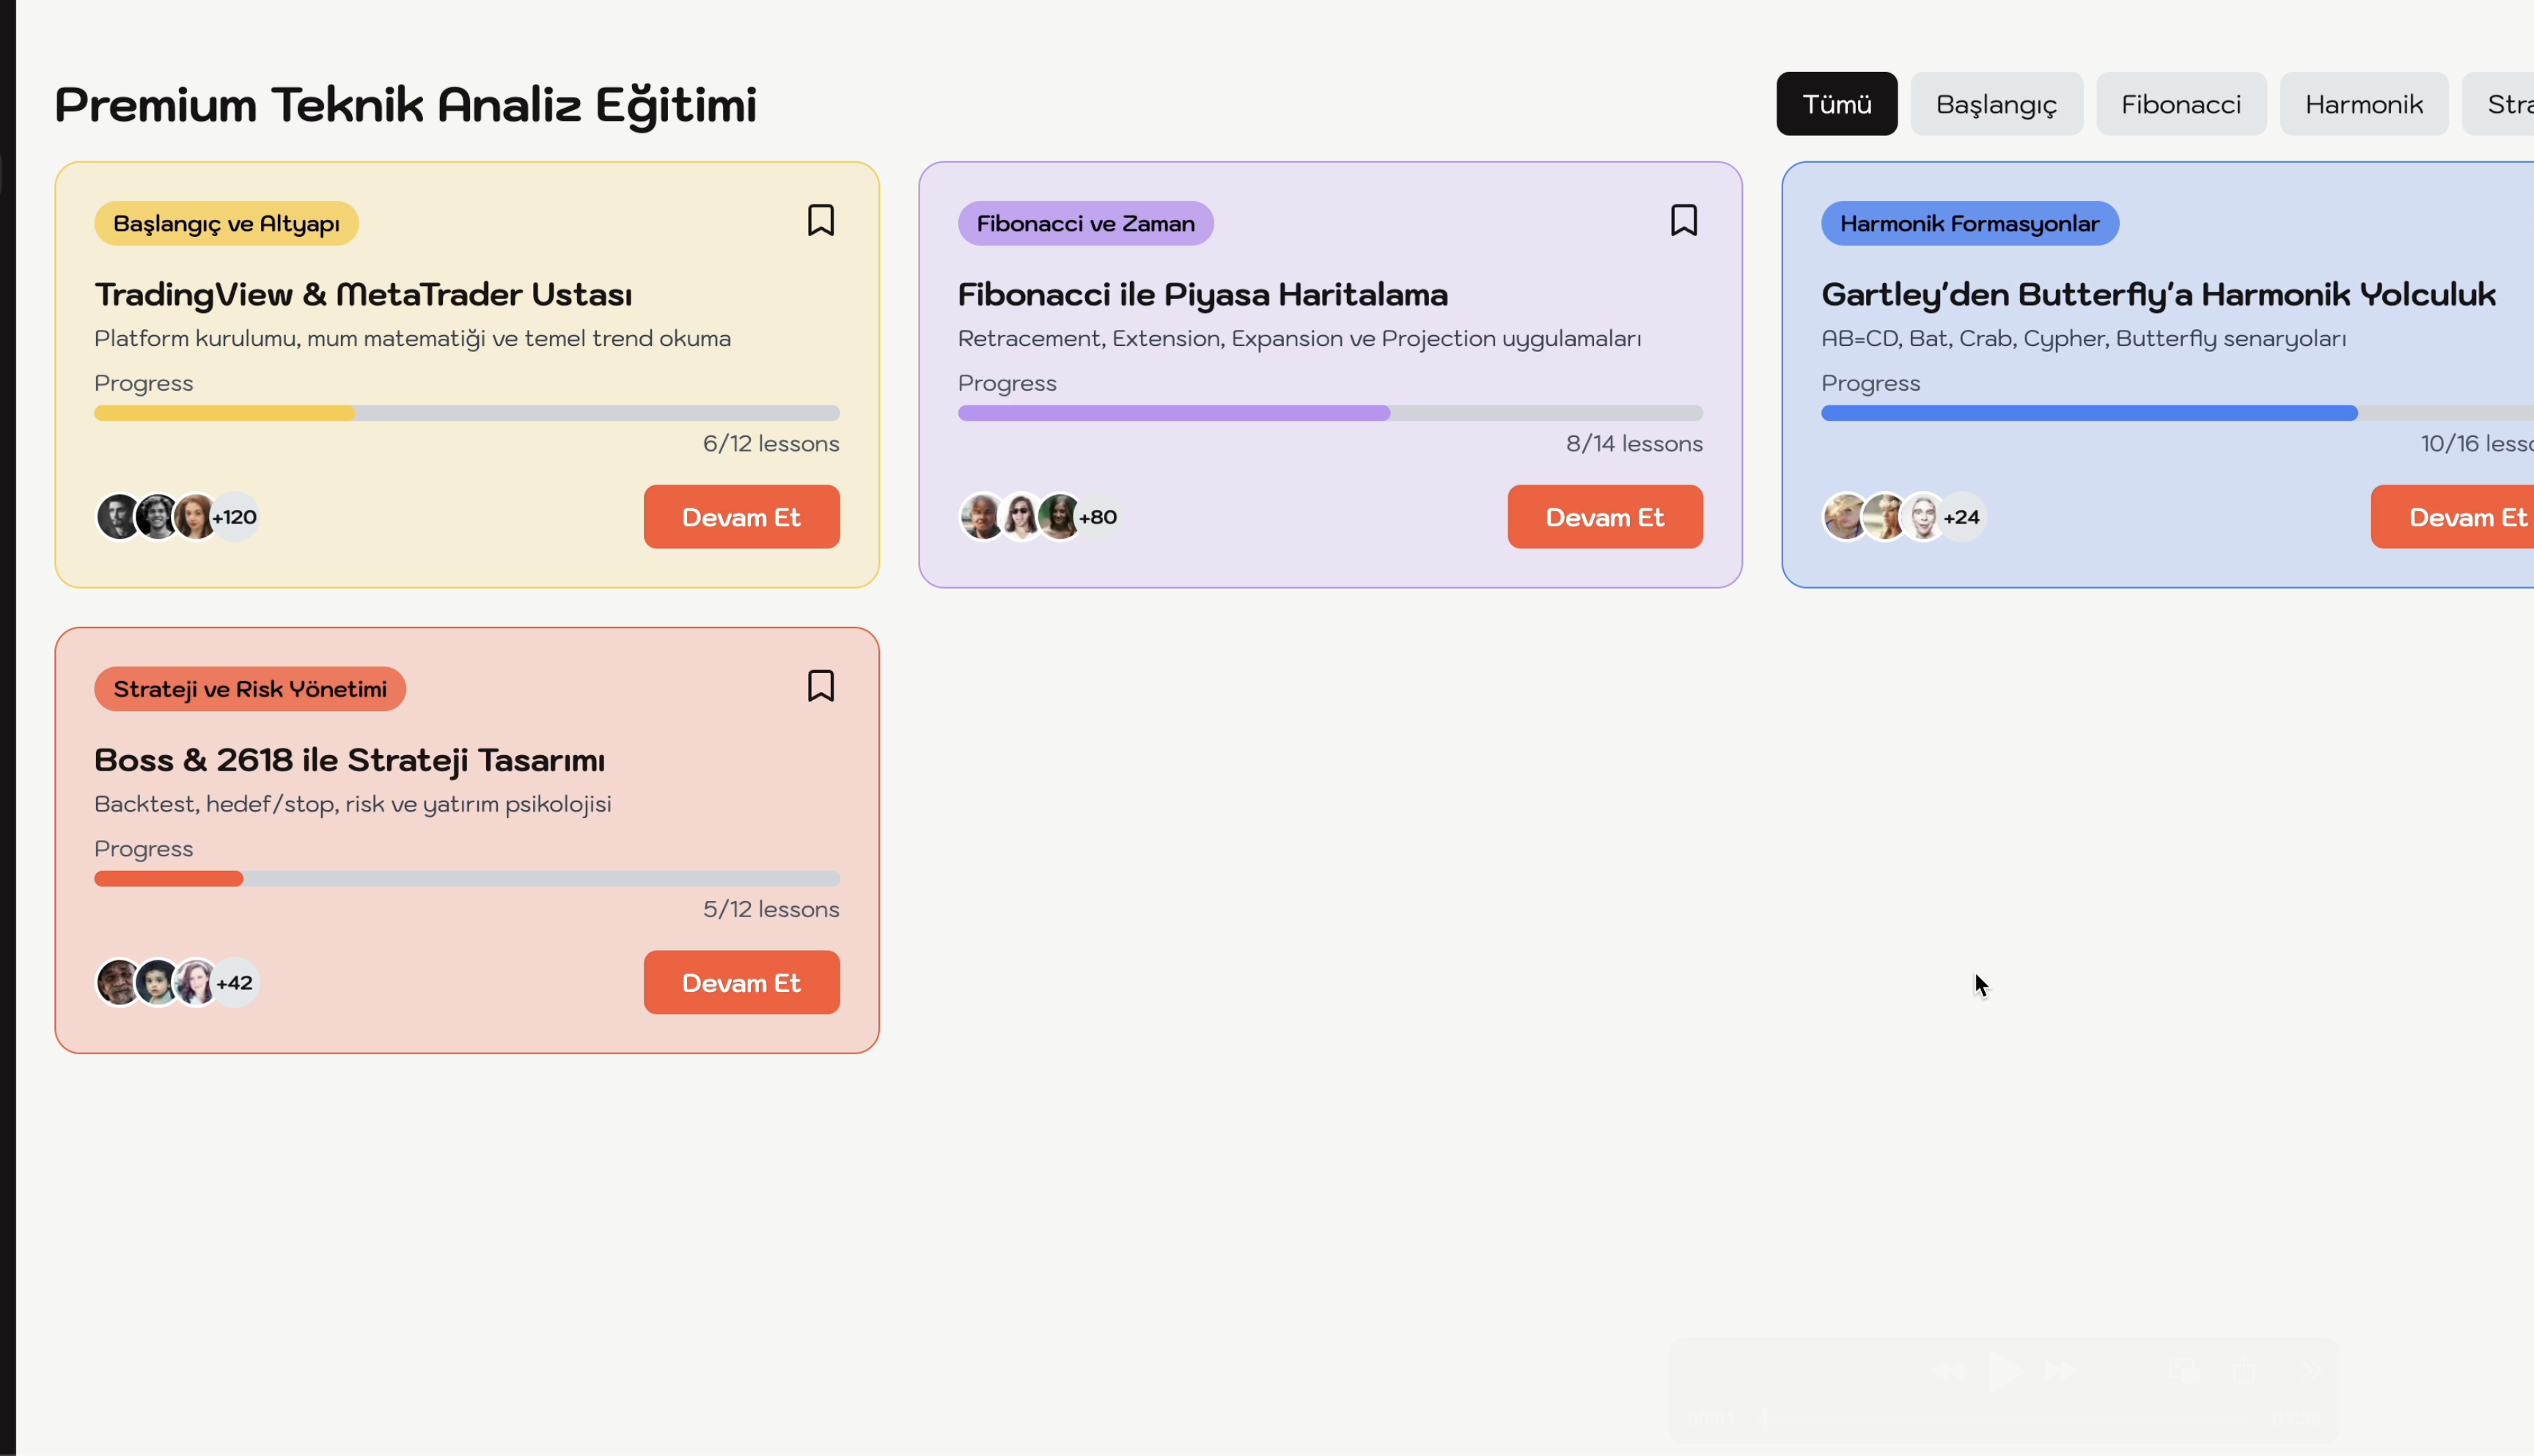 Premium Teknik Analiz Eğitimi
Tümü
Başlangıç
Fibonacci
Harmonik
Başlangıç ve Altyapı
TradingView & MetaTrader Ustası
Platform kurulumu, mum matematiği ve temel trend okuma
Progress
6/12 lessons
+120
Devam Et
Fibonacci ve Zaman
Fibonacci ile Piyasa Haritalama
Retracement, Extension, Expansion ve Projection uygulamaları
Progress
8/14 lessons
+80
Devam Et
Harmonik Formasyonlar
Gartley'den Butterfly'a Harmonik Yolculuk
AB=CD, Bat, Crab, Cypher, Butterfly senaryoları
Progress
10/16
+24
Devam Et
Strateji ve Risk Yönetimi
Boss & 2618 ile Strateji Tasarımı
Backtest, hedef/stop, risk ve yatırım psikolojisi
Progress
5/12 lessons
+42
Devam Et